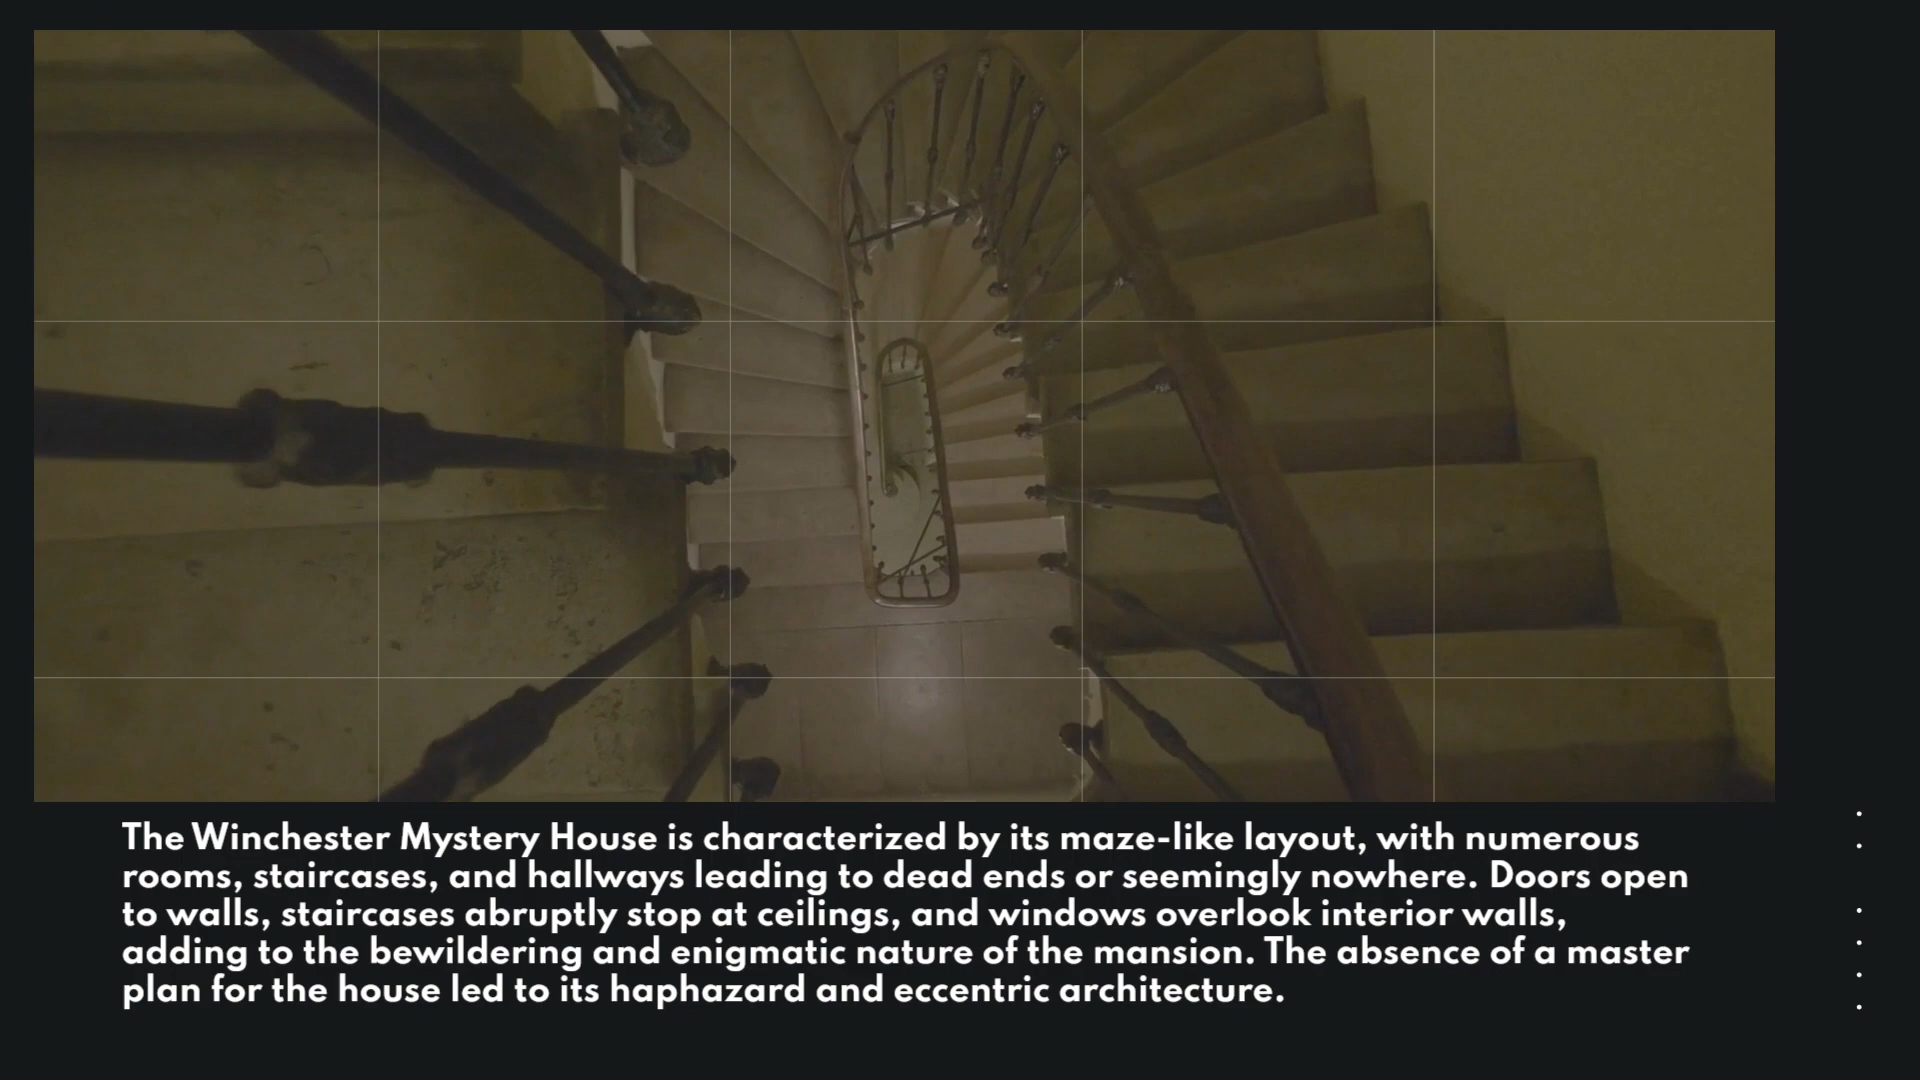 The Winchester Mystery House is characterized by its maze-like layout, with numerous
rooms, staircases, and hallways leading to dead ends or seemingly nowhere. Doors open
to walls, staircases abruptly stop at ceilings, and windows overlook interior walls,
adding to the bewildering and enigmatic nature of the mansion. The absence of a master
plan for the house led to its haphazard and eccentric architecture.